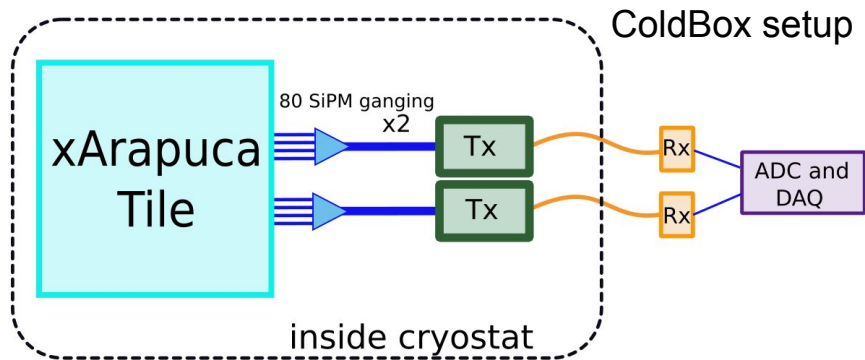 ColdBox setup
80 SiPM ganging
x2
xArapuca
Tile
Tx
Tx
Rx
Rx
ADC and
DAQ
inside cryostat